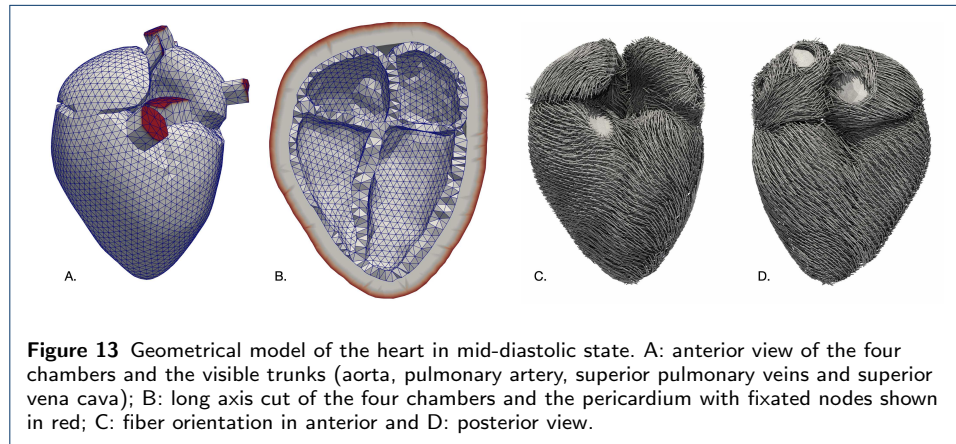 A.
B.
C.
D.
Figure 13 Geometrical model of the heart in mid-diastolic state. A: anterior view of the four
chambers and the visible trunks (aorta, pulmonary artery, superior pulmonary veins and superior
vena cava); B: long axis cut of the four chambers and the pericardium with fixated nodes shown
in red; C: fiber orientation in anterior and D: posterior view.